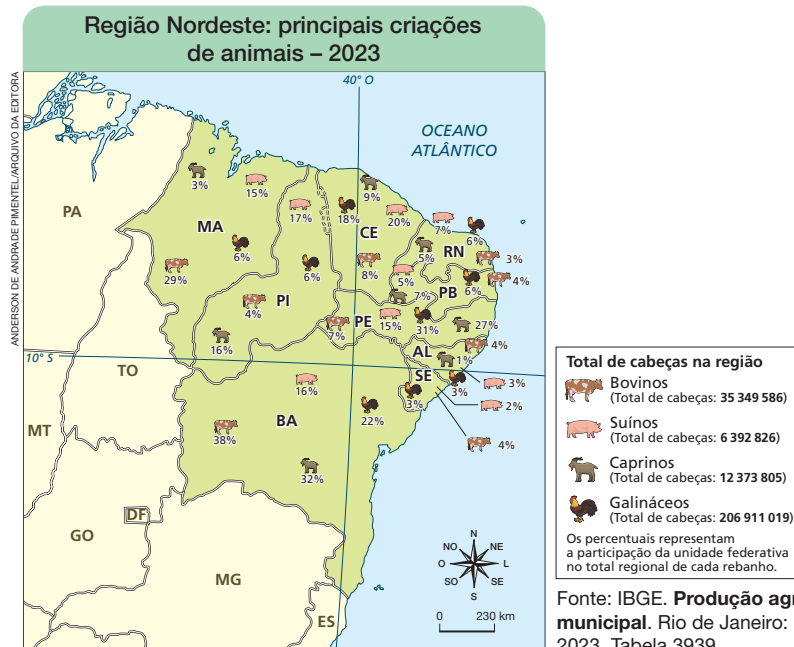 Região Nordeste: principais criações
de animais – 2023
ANDERSON DE ANDRADE PIMENTEL/ARQUIVO DA EDITORA
40° O
OCEANO
ATLÂNTICO
PA
3%
15%
17%
18%
9%
20%
7%
6%
MA
CE
5%
RN
3%
6%
6%
8%
5%
6%
4%
29%
7%
PB
4%
PI
7%
PE
15%
31%
27%
16%
AL
1%
4%
10° S
TO
SE
3%
3%
3%
2%
16%
BA
22%
4%
MT
38%
32%
DF
GO
MG
ES
N
NO
NE
O
L
SO
SE
S
0 230 km
Total de cabeças na região
Bovinos
(Total de cabeças: 35 349 586)
Suínos
(Total de cabeças: 6 392 826)
Caprinos
(Total de cabeças: 12 373 805)
Galináceos
(Total de cabeças: 206 911 019)
Os percentuais representam
a participação da unidade federativa
no total regional de cada rebanho.
Fonte: IBGE. Produção agr
municipal. Rio de Janeiro:
2023. Tabela 3939